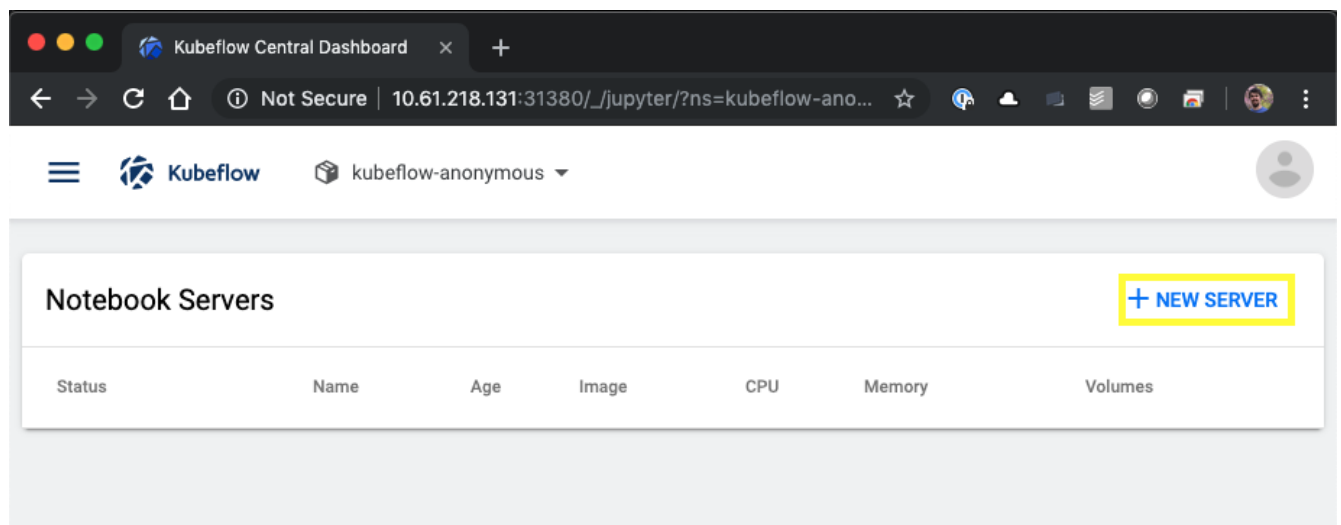 Kubeflow Central Dashboard
Not Secure | 10.61.218.131:31380/_/jupyter/?ns=kubeflow-ano...
Kubeflow kubeflow-anonymous
Notebook Servers + NEW SERVER
Status Name Age Image CPU Memory Volumes